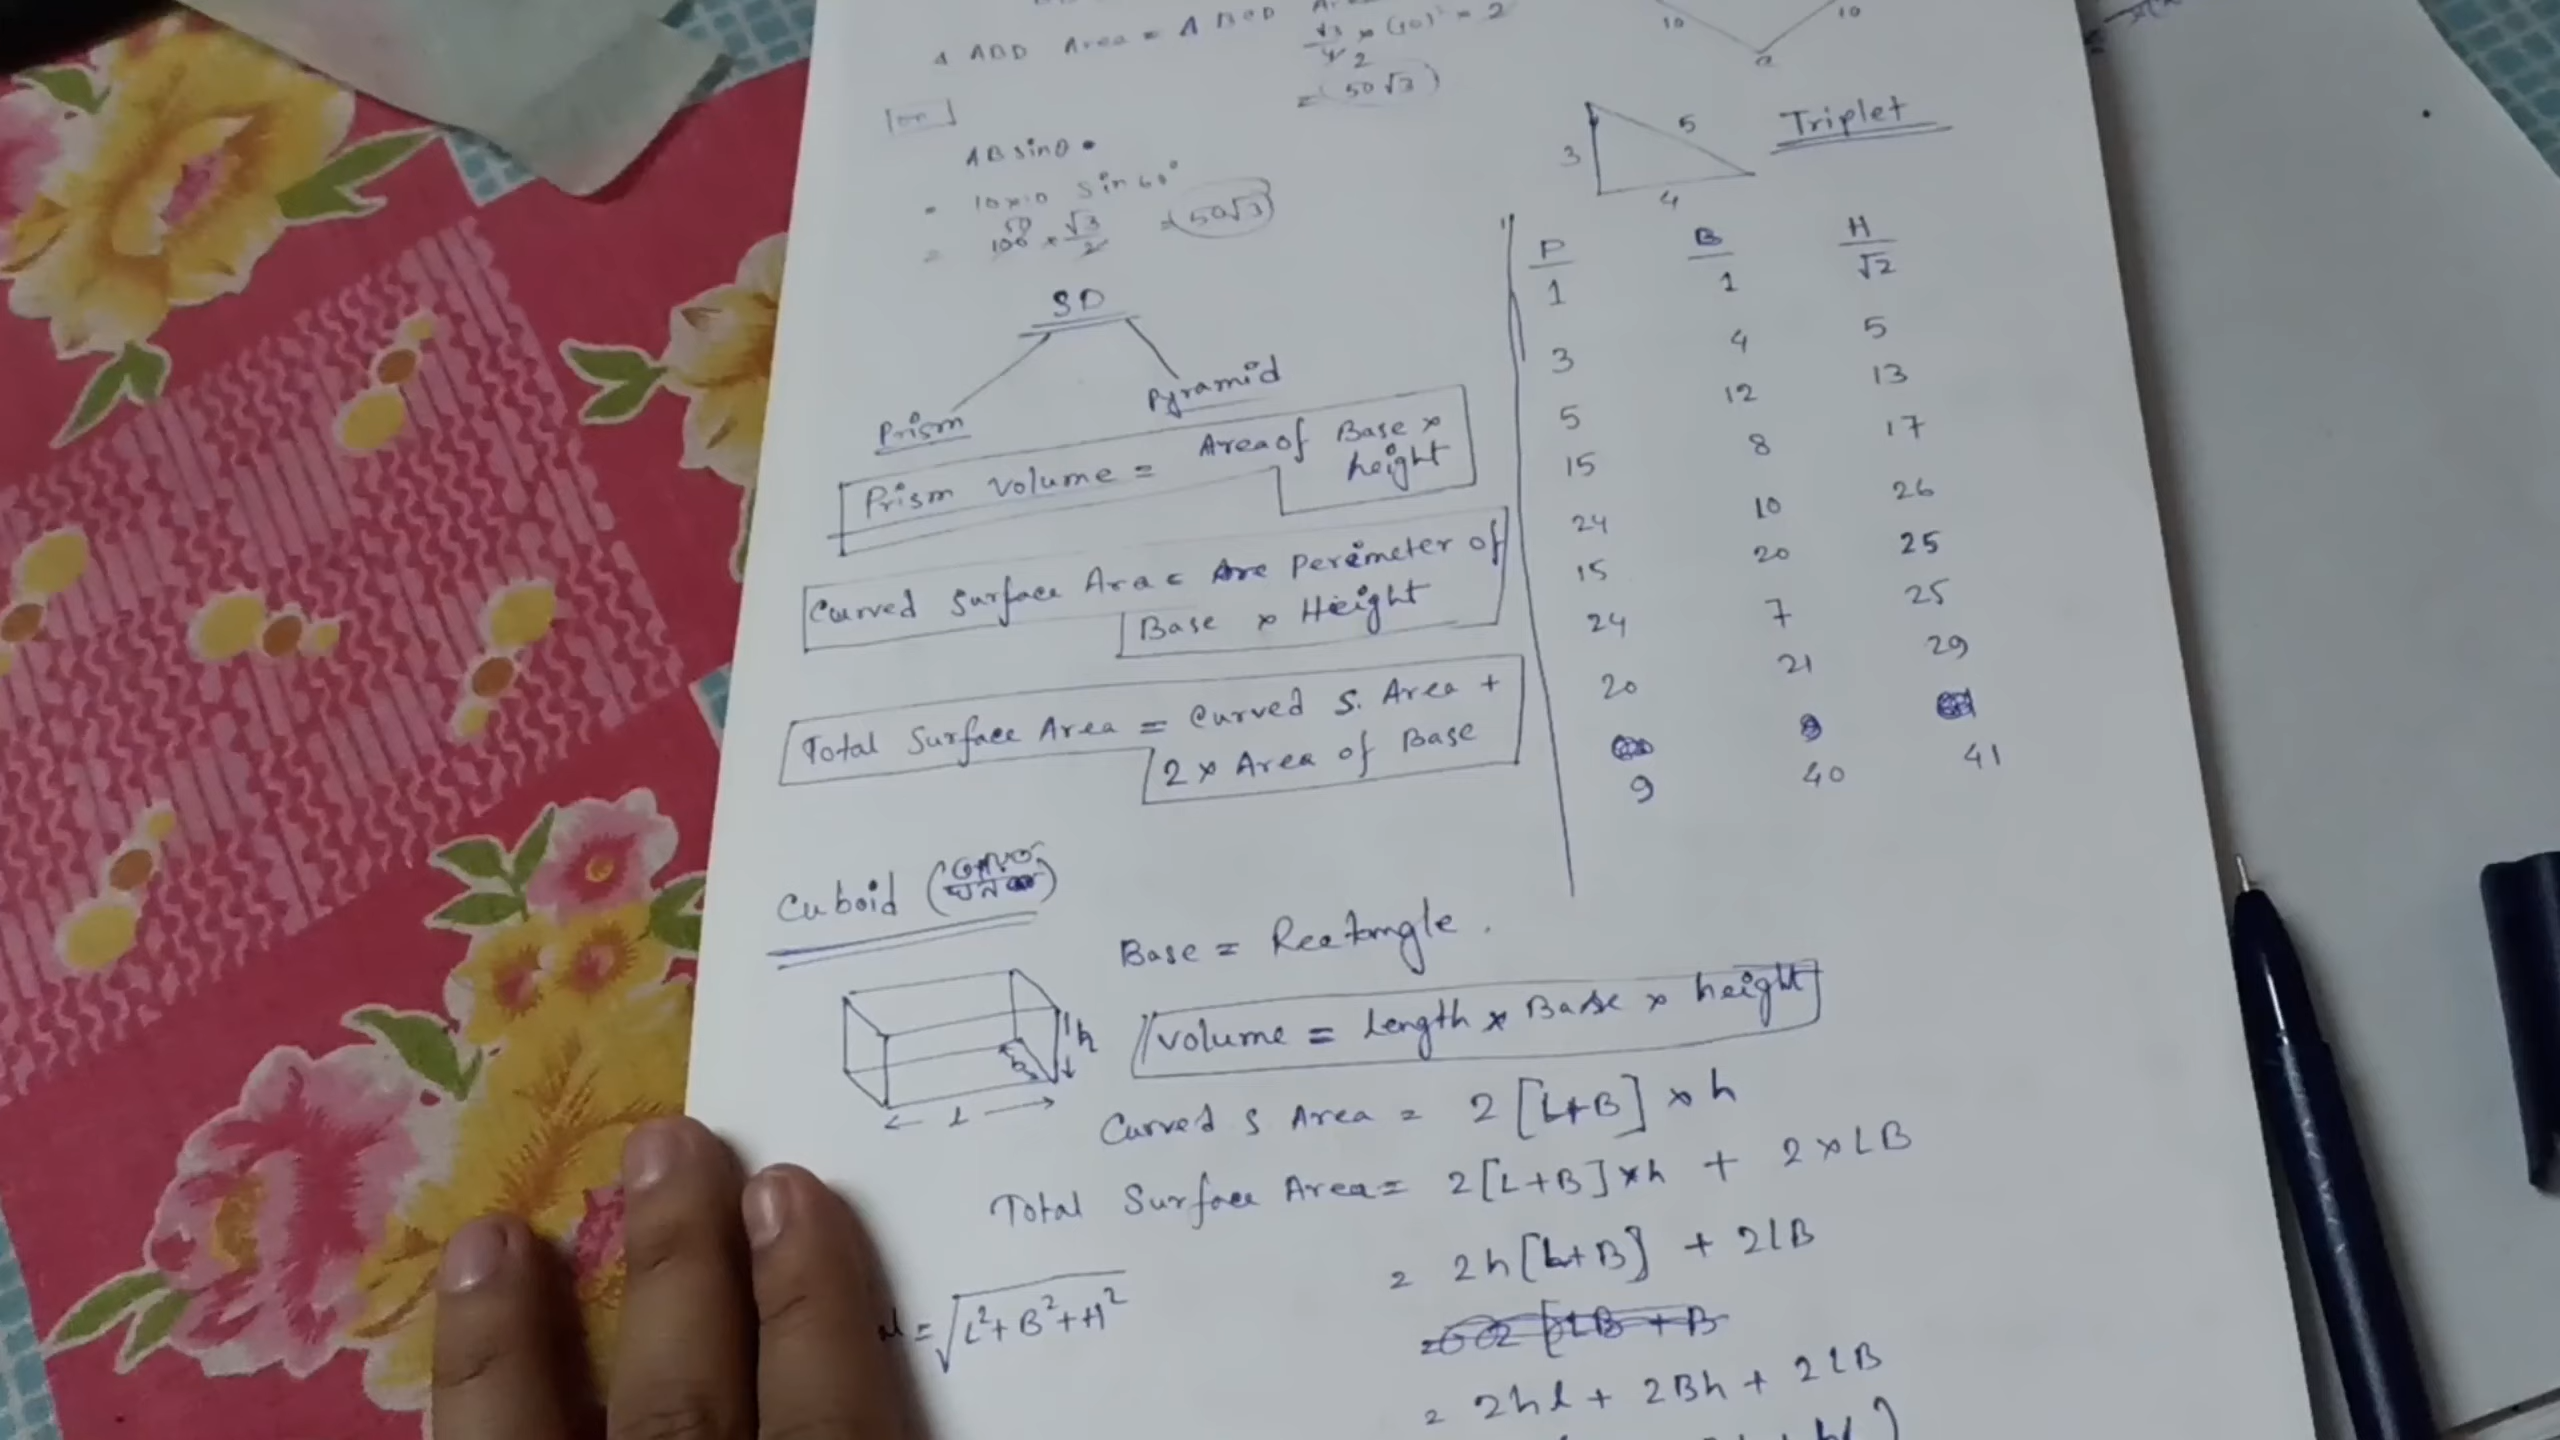 Δ ABD Area = Δ BCD Area
√3/4 × (10)² × 2
= 50√3
[or]
AB sinθ
= 10×10 sin 60°
= 100 × √3/2 = 50√3
10 10
3 5 4
Triplet
3D
Prism Pyramid
Prism volume = Area of Base × height
Curved Surface Ara = Perimeter of
Base × Height
Total Surface Area = Curved S. Area +
2 × Area of Base
P B H
1 1 √2
3 4 5
5 12 13
15 8 17
24 10 26
15 20 25
24 7 25
20 21 29
9 40 41
Cuboid
h
L
Base = Rectangle.
Volume = Length × Base × height
Curved S Area = 2 [L+B] × h
Total Surface Area = 2[L+B] × h + 2×LB
= 2h[L+B] + 2LB
d = √L²+B²+H²
= 2hl + 2Bh + 2LB